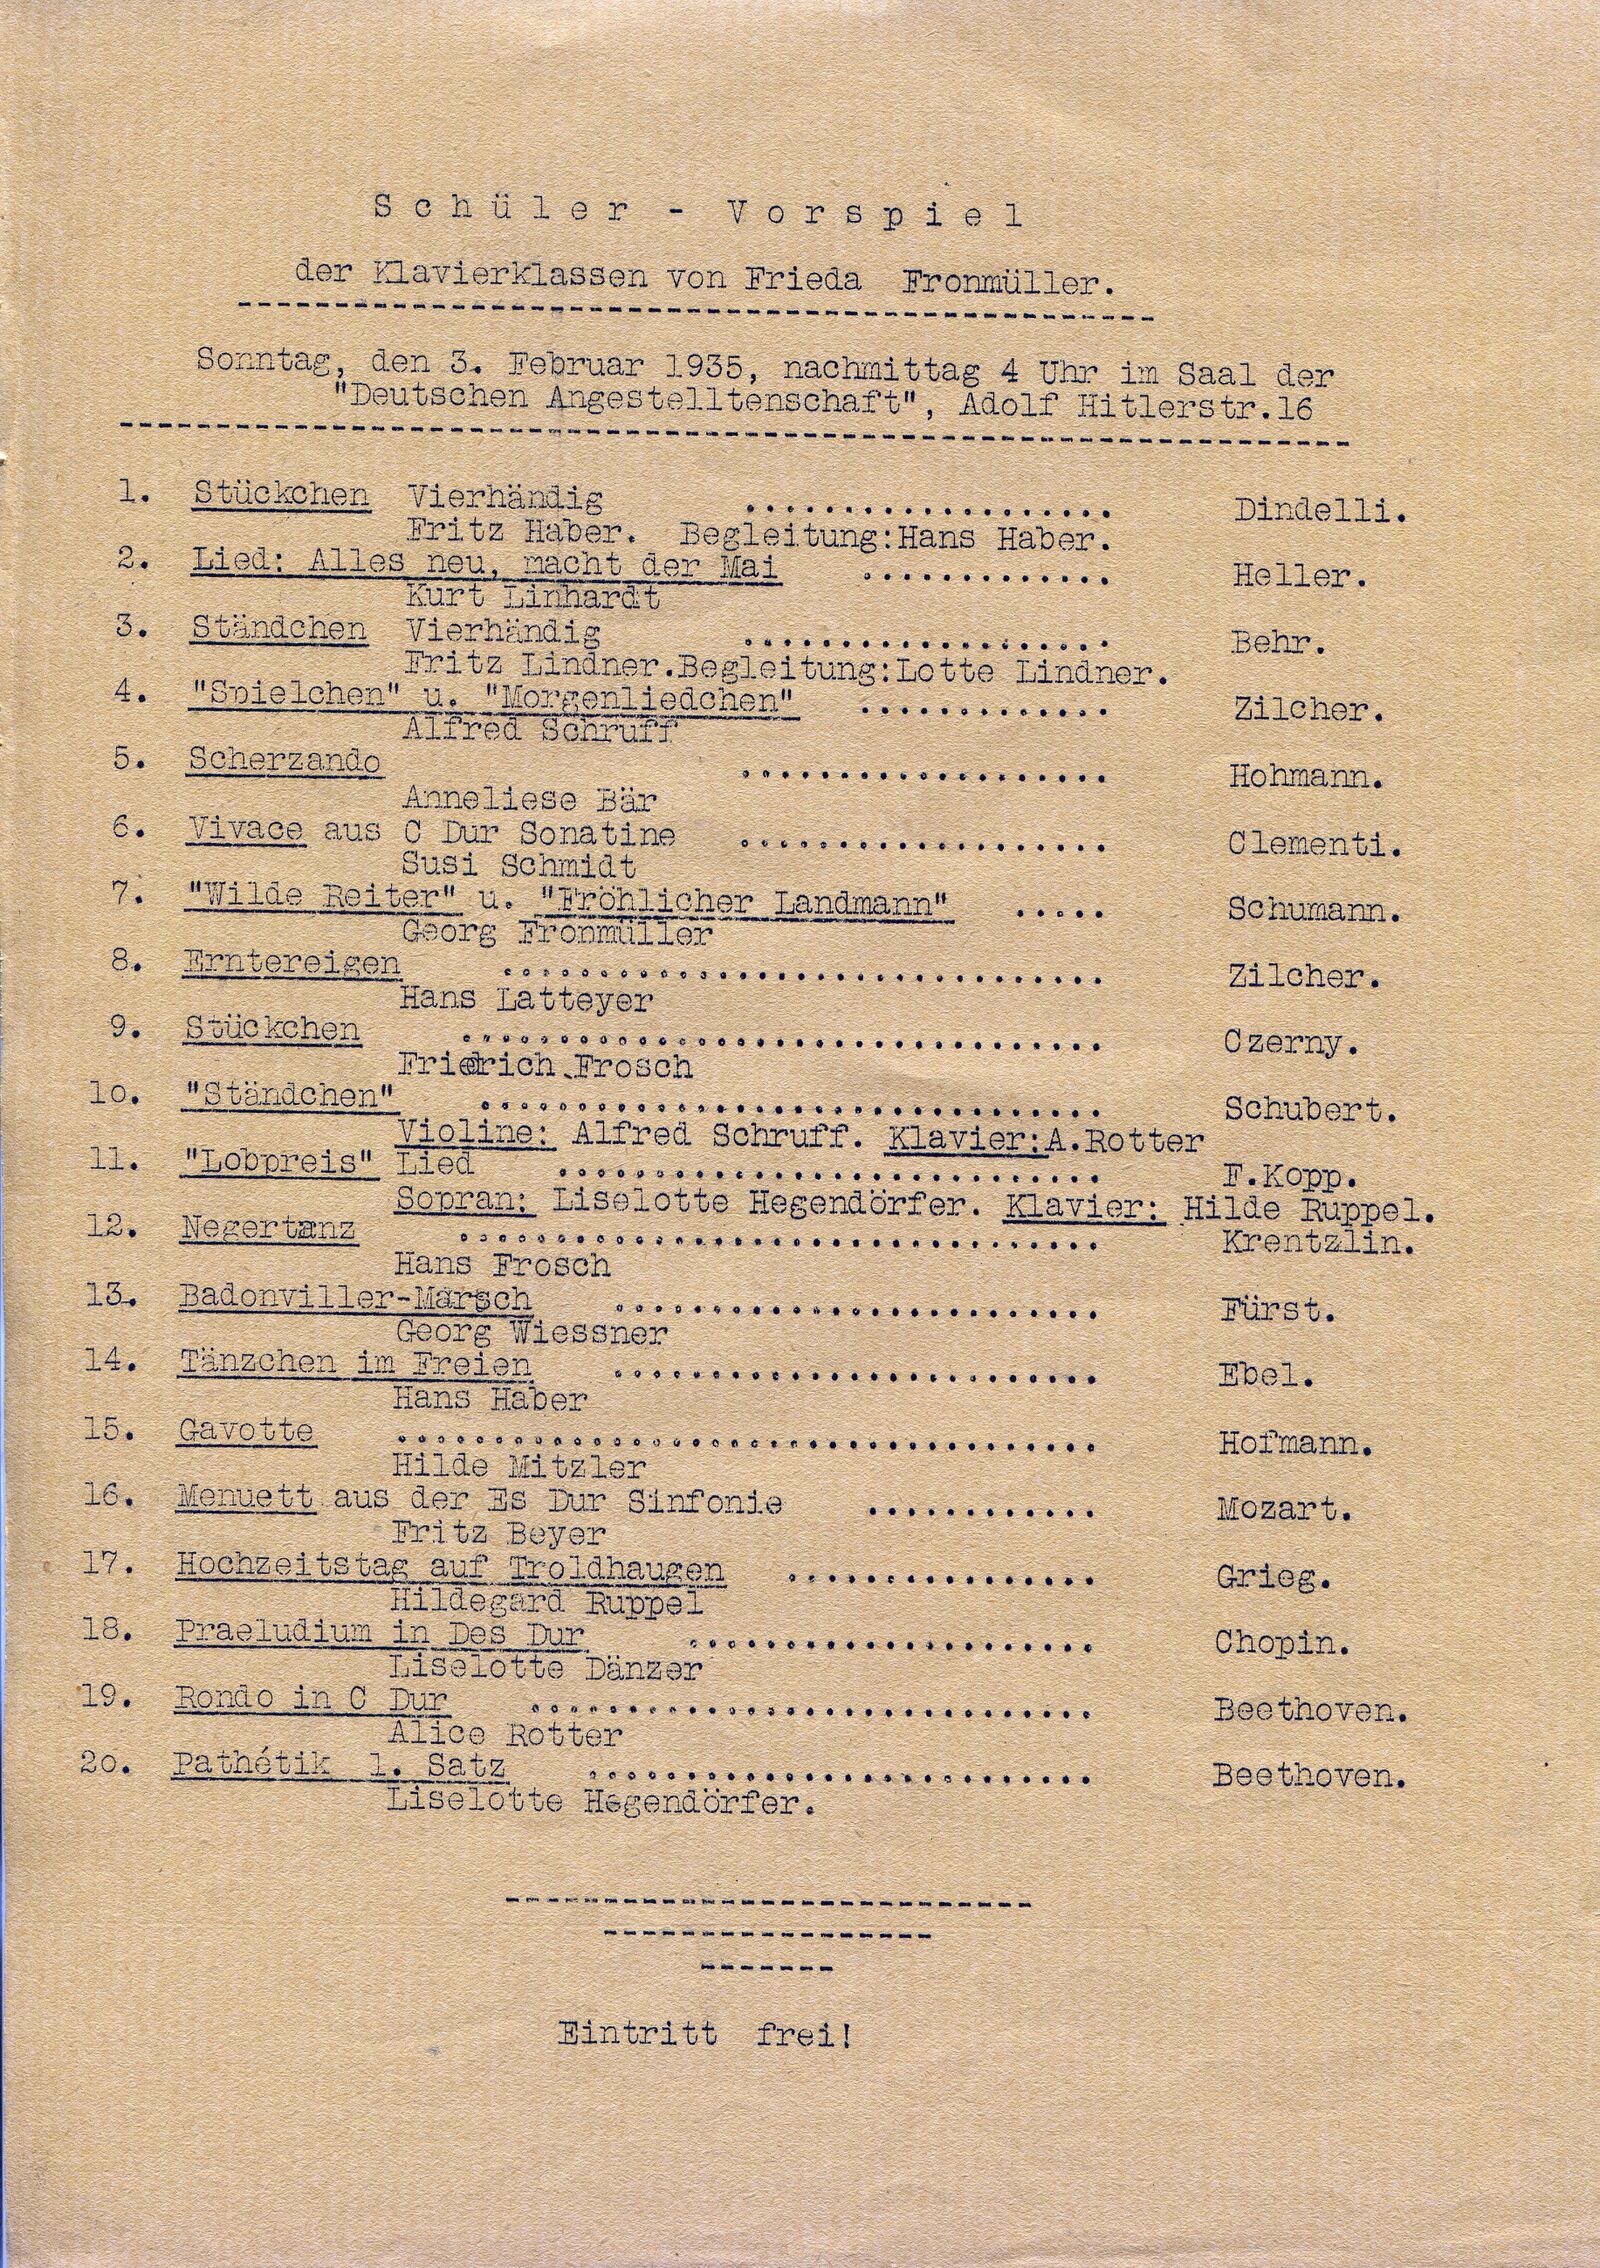 Schüler - Vorspiel
der Klavierklassen von Frieda Fronmüller.
Sonntag, den 3. Februar 1935, nachmittag 4 Uhr im Saal der
"Deutschen Angestelltenschaft", Adolf Hitlerstr.16
1. Stückchen Vierhändig ................... Dindelli.
Fritz Haber. Begleitung:Hans Haber.
2. Lied: Alles neu, macht der Mai ............. Heller.
Kurt Linhardt
3. Ständchen Vierhändig ................... Behr.
Fritz Lindner.Begleitung:Lotte Lindner.
4. "Spielchen" u. "Morgenliedchen" ............. Zilcher.
Alfred Schruff
5. Scherzando ................... Hohmann.
Anneliese Bär
6. Vivace aus C Dur Sonatine ................... Clementi.
Susi Schmidt
7. "Wilde Reiter" u. "Fröhlicher Landmann" ..... Schumann.
Georg Fronmüller
8. Erntereigen ............................... Zilcher.
Hans Latteyer
9. Stückchen ................................. Czerny.
Friedrich Frosch
10. "Ständchen" ................................ Schubert.
Violine: Alfred Schruff. Klavier:A.Rotter
11. "Lobpreis" Lied ............................ F.Kopp.
Sopran: Liselotte Hegendörfer. Klavier: Hilde Ruppel.
12. Negertanz ................................. Krentzlin.
Hans Frosch
13. Badonviller-Marsch ......................... Fürst.
Georg Wiessner
14. Tänzchen im Freien ......................... Ebel.
Hans Haber
15. Gavotte .................................... Hofmann.
Hilde Mitzler
16. Menuett aus der Es Dur Sinfonie ............ Mozart.
Fritz Beyer
17. Hochzeitstag auf Troldhaugen ................ Grieg.
Hildegard Ruppel
18. Praeludium in Des Dur ..................... Chopin.
Liselotte Dänzer
19. Rondo in C Dur ............................. Beethoven.
Alice Rotter
20. Pathétik 1. Satz .......................... Beethoven.
Liselotte Hegendörfer.
Eintritt frei!